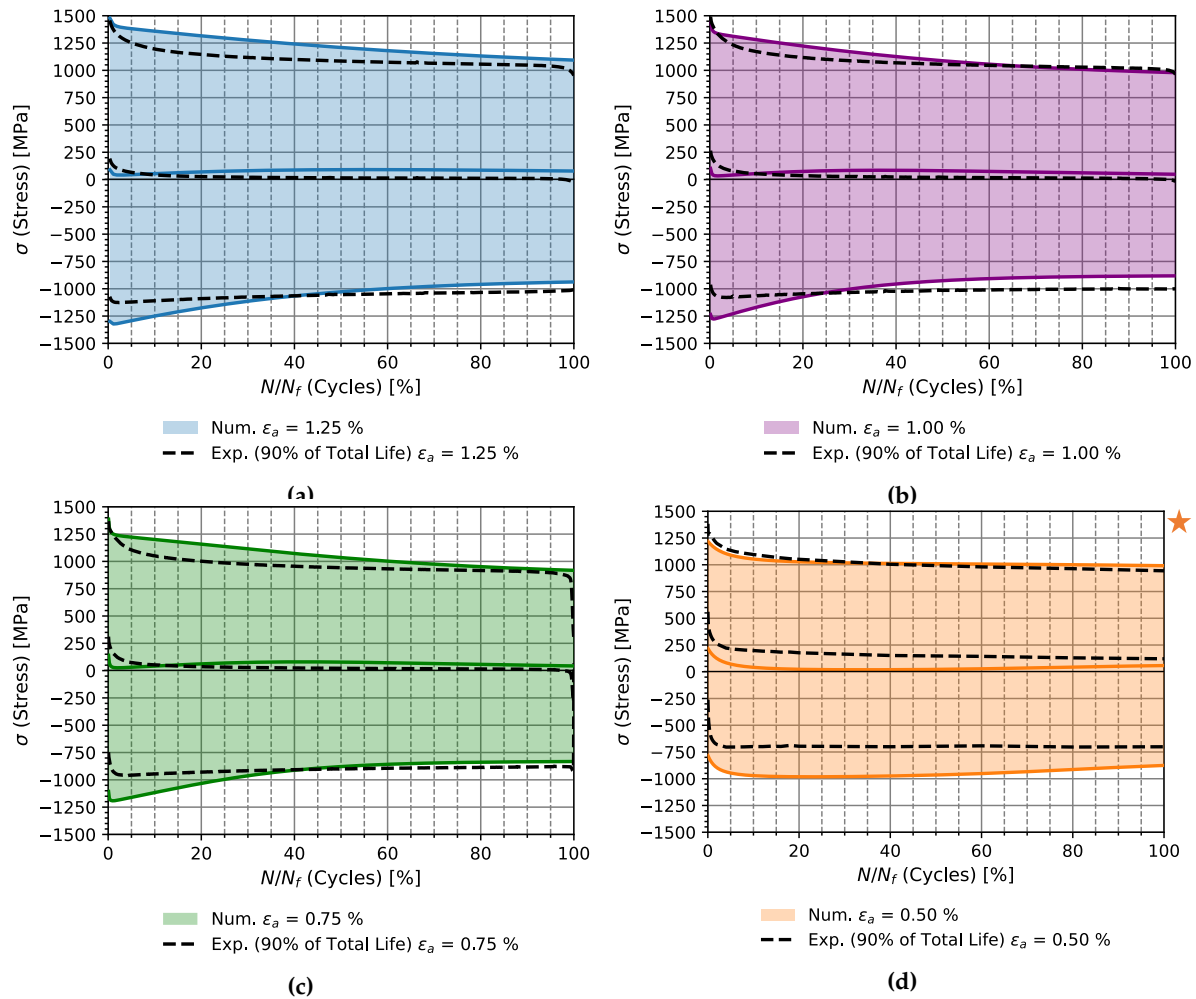 1500
1250
1000
750
500
250
0
−250
−500
−750
−1000
−1250
−1500
σ (Stress) [MPa]
0 20 40 60 80 100
N/N_f (Cycles) [%]
Num. ε_a = 1.25 %
Exp. (90% of Total Life) ε_a = 1.25 %
(a)
1500
1250
1000
750
500
250
0
−250
−500
−750
−1000
−1250
−1500
σ (Stress) [MPa]
0 20 40 60 80 100
N/N_f (Cycles) [%]
Num. ε_a = 1.00 %
Exp. (90% of Total Life) ε_a = 1.00 %
(b)
1500
1250
1000
750
500
250
0
−250
−500
−750
−1000
−1250
−1500
σ (Stress) [MPa]
0 20 40 60 80 100
N/N_f (Cycles) [%]
Num. ε_a = 0.75 %
Exp. (90% of Total Life) ε_a = 0.75 %
(c)
1500
1250
1000
750
500
250
0
−250
−500
−750
−1000
−1250
−1500
σ (Stress) [MPa]
0 20 40 60 80 100
N/N_f (Cycles) [%]
Num. ε_a = 0.50 %
Exp. (90% of Total Life) ε_a = 0.50 %
(d)